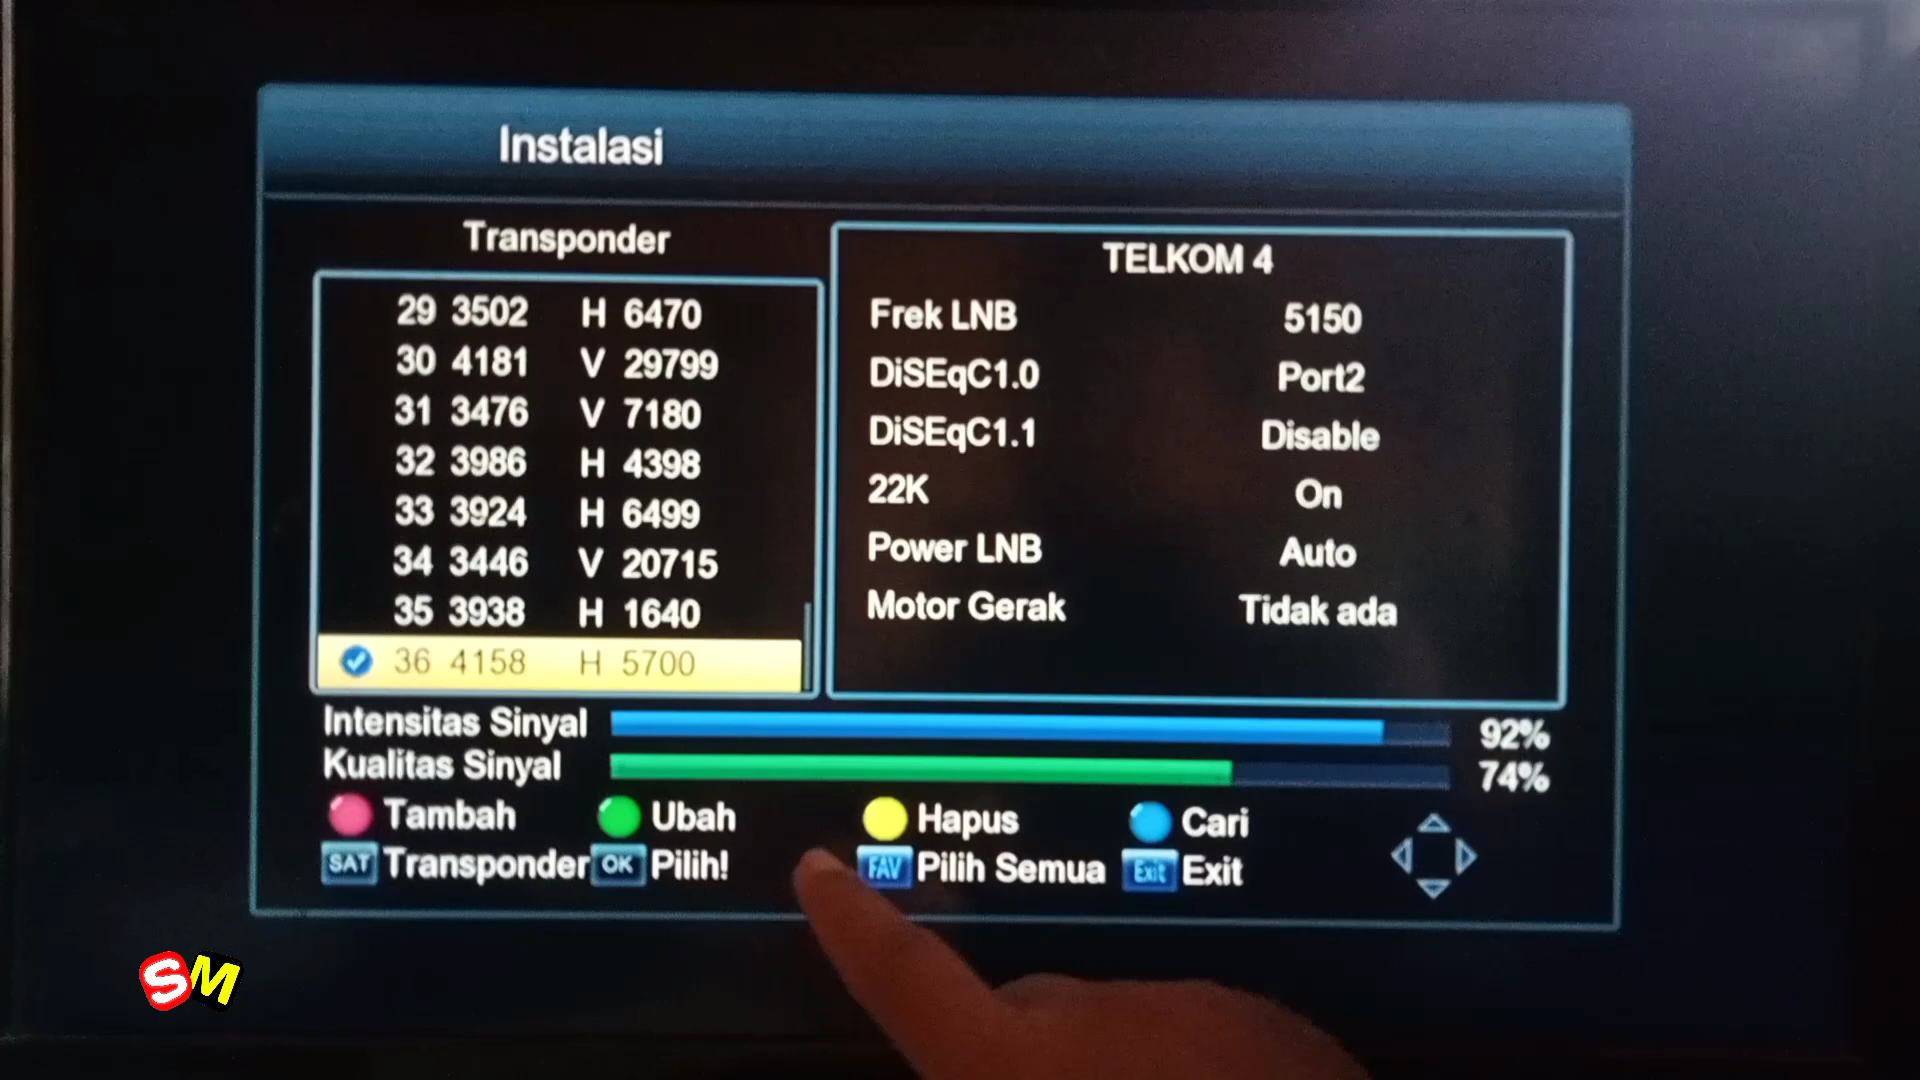 Instalasi
Transponder
29 3502 H 6470
30 4181 V 29799
31 3476 V 7180
32 3986 H 4398
33 3924 H 6499
34 3446 V 20715
35 3938 H 1640
36 4158 H 5700
TELKOM 4
Frek LNB 5150
DiSEqC1.0 Port2
DiSEqC1.1 Disable
22K On
Power LNB Auto
Motor Gerak Tidak ada
Intensitas Sinyal 92%
Kualitas Sinyal 74%
Tambah Ubah Hapus Cari
SAT Transponder OK Pilih! FAV Pilih Semua Exit Exit
SM